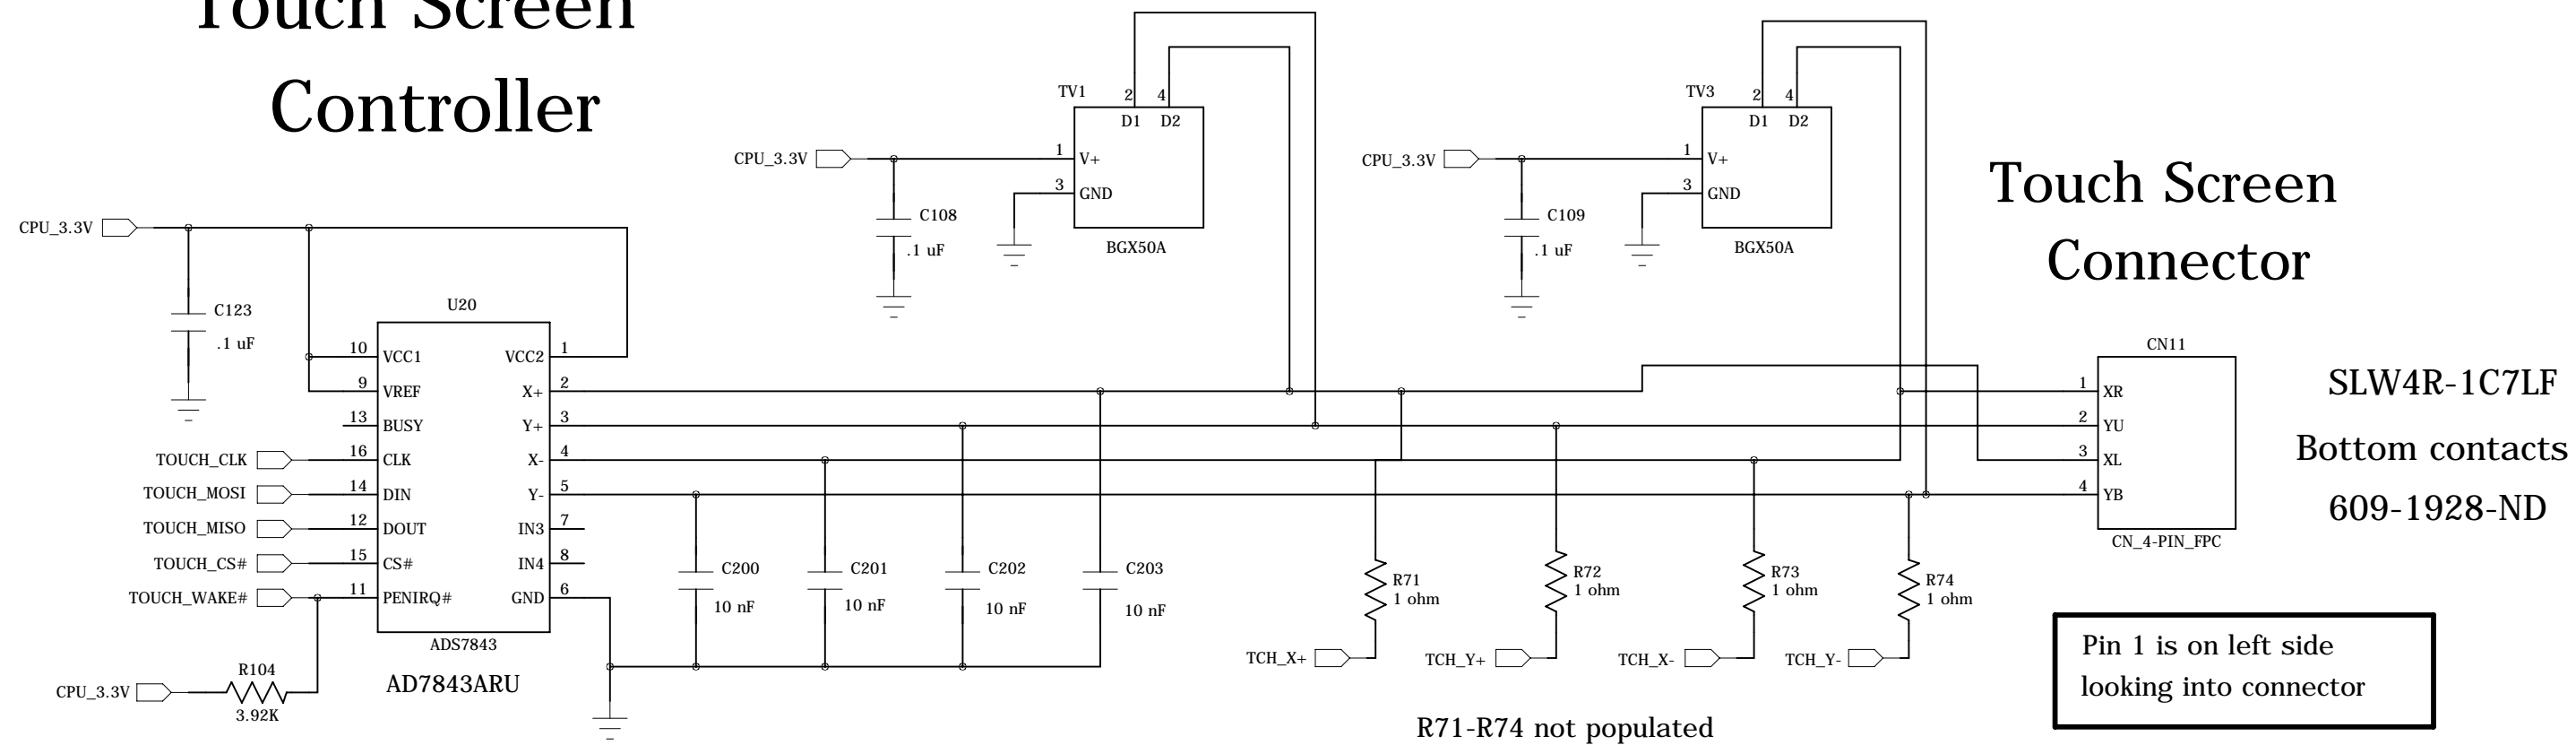 Touch Screen
Controller
TV1
2
4
D1
D2
CPU_3.3V
1
V+
3
GND
C108
.1 uF
BGX50A
TV3
2
4
D1
D2
CPU_3.3V
1
V+
3
GND
C109
.1 uF
BGX50A
Touch Screen
Connector
CPU_3.3V
C123
.1 uF
U20
10
VCC1
VCC2
1
9
VREF
X+
2
13
BUSY
Y+
3
TOUCH_CLK
16
CLK
X-
4
TOUCH_MOSI
14
DIN
Y-
5
TOUCH_MISO
12
DOUT
IN3
7
TOUCH_CS#
15
CS#
IN4
8
TOUCH_WAKE#
11
PENIRQ#
GND
6
ADS7843
AD7843ARU
R104
CPU_3.3V
3.92K
C200
10 nF
C201
10 nF
C202
10 nF
C203
10 nF
R71
1 ohm
R72
1 ohm
R73
1 ohm
R74
1 ohm
TCH_X+
TCH_Y+
TCH_X-
TCH_Y-
R71-R74 not populated
CN11
1
XR
2
YU
3
XL
4
YB
CN_4-PIN_FPC
SLW4R-1C7LF
Bottom contacts
609-1928-ND
Pin 1 is on left side
looking into connector